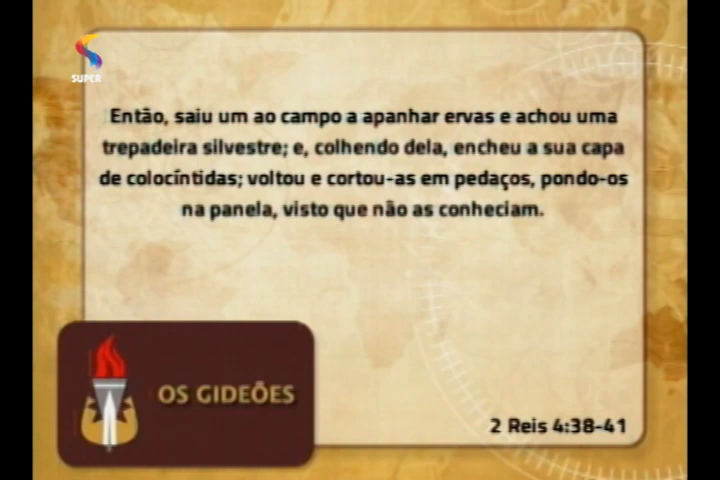 SUPER
Então, saiu um ao campo a apanhar ervas e achou uma
trepadeira silvestre; e, colhendo dela, encheu a sua capa
de colocíntidas; voltou e cortou-as em pedaços, pondo-os
na panela, visto que não as conheciam.
OS GIDEÕES
2 Reis 4:38-41